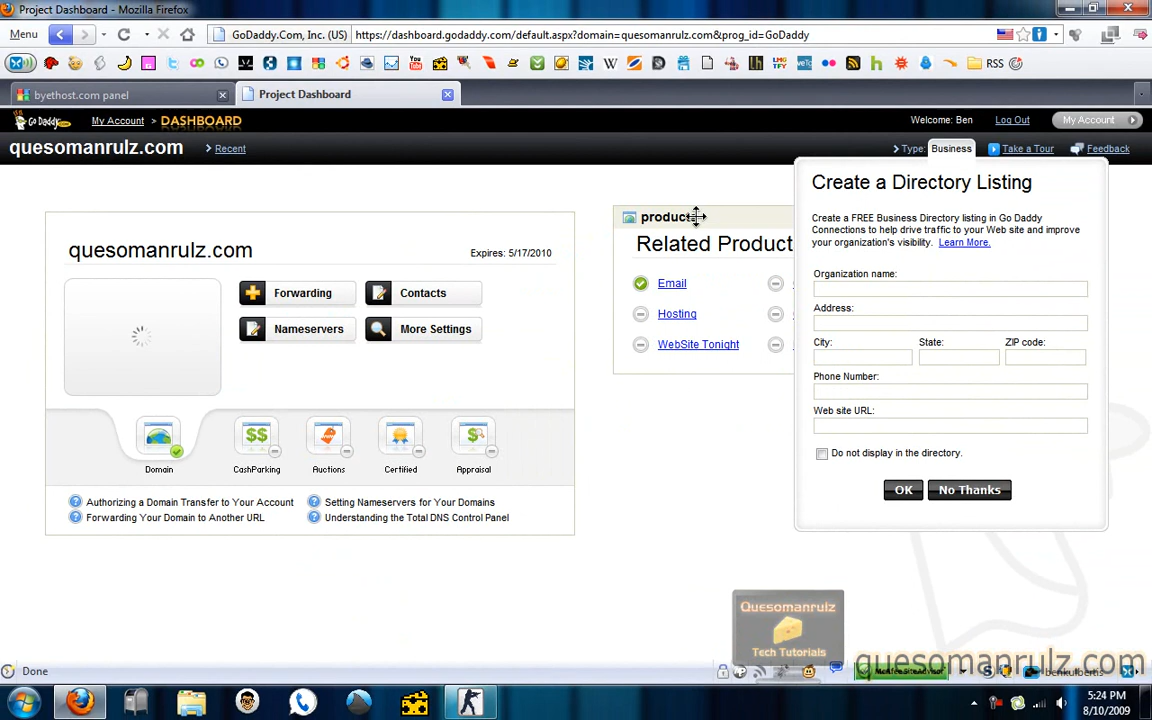 Project Dashboard - Mozilla Firefox
Menu
GoDaddy.Com, Inc. (US)
https://dashboard.godaddy.com/default.aspx?domain=quesomanrulz.com&prog_id=GoDaddy
LMG
TFY
RSS
byethost.com panel
Project Dashboard
Go Daddy.com
My Account
DASHBOARD
Welcome: Ben
Log Out
My Account
quesomanrulz.com
Recent
Type:
Business
Take a Tour
Feedback
Create a Directory Listing
Create a FREE Business Directory listing in Go Daddy
Connections to help drive traffic to your Web site and improve
your organization's visibility. Learn More.
Organization name:
Address:
City:
State:
ZIP code:
Phone Number:
Web site URL:
Do not display in the directory.
OK
No Thanks
quesomanrulz.com
Expires: 5/17/2010
Forwarding
Contacts
Nameservers
More Settings
Domain
CashParking
Auctions
Certified
Appraisal
Authorizing a Domain Transfer to Your Account
Setting Nameservers for Your Domains
Forwarding Your Domain to Another URL
Understanding the Total DNS Control Panel
product
Related Product
Email
Hosting
WebSite Tonight
Quesomanrulz
Tech Tutorials
quesomanrulz.com
Done
5:24 PM
8/10/2009